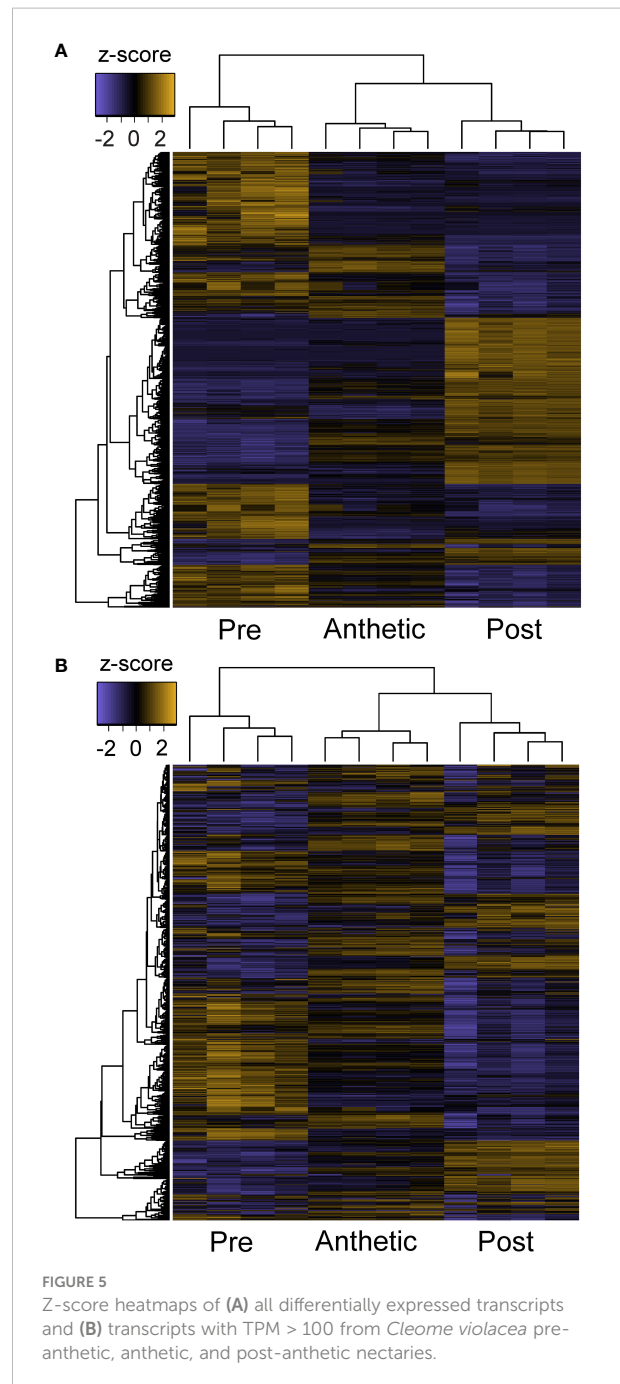 A
z-score
-2 0 2
Pre Anthetic Post
B
z-score
-2 0 2
Pre Anthetic Post
FIGURE 5
Z-score heatmaps of (A) all differentially expressed transcripts
and (B) transcripts with TPM > 100 from Cleome violacea pre-
anthetic, anthetic, and post-anthetic nectaries.